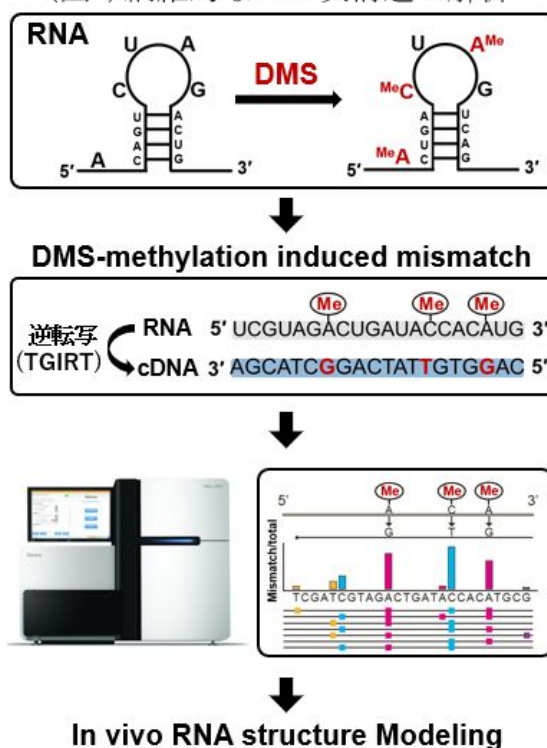 RNA
U A
C G
U A
G C
A U
C G
A
5′ 3′
DMS
U A^Me
^MeC G
A U
G C
U A
C G
^MeA
5′ 3′
DMS-methylation induced mismatch
Me Me Me
逆転写
(TGIRT)
RNA 5′ UCGUAGACUGAUACCACAUG 3′
cDNA 3′ AGCATCGGACTATTGTGGAC 5′
Me Me Me
5′ 3′
A C A
G T G
Mismatch/total
TCGATCGTAGACTGATACCACATGCG
In vivo RNA structure Modeling